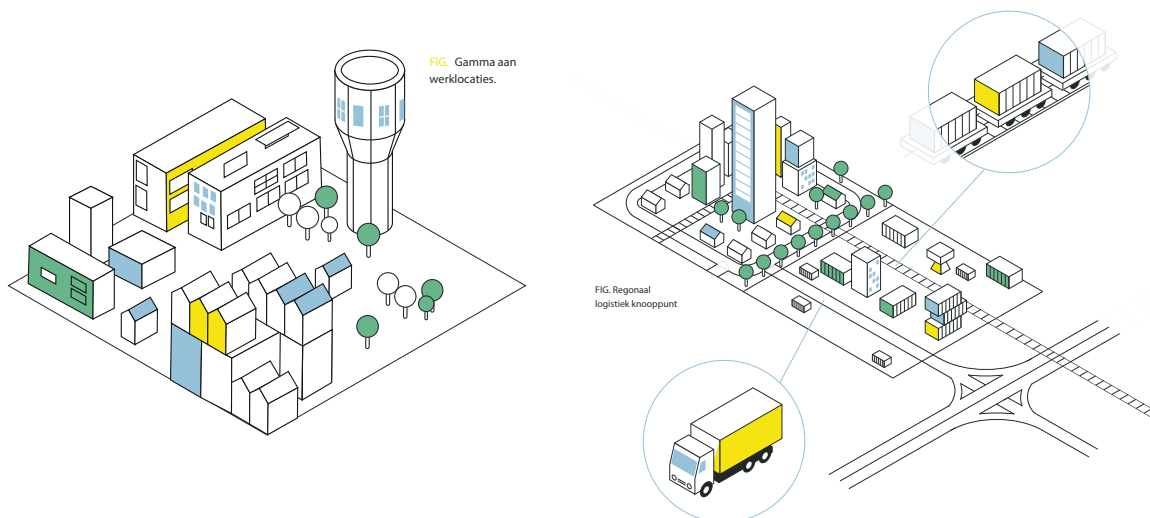 FIG. Gamma aan
werklocaties.
FIG. Regonaal
logistiek knooppunt